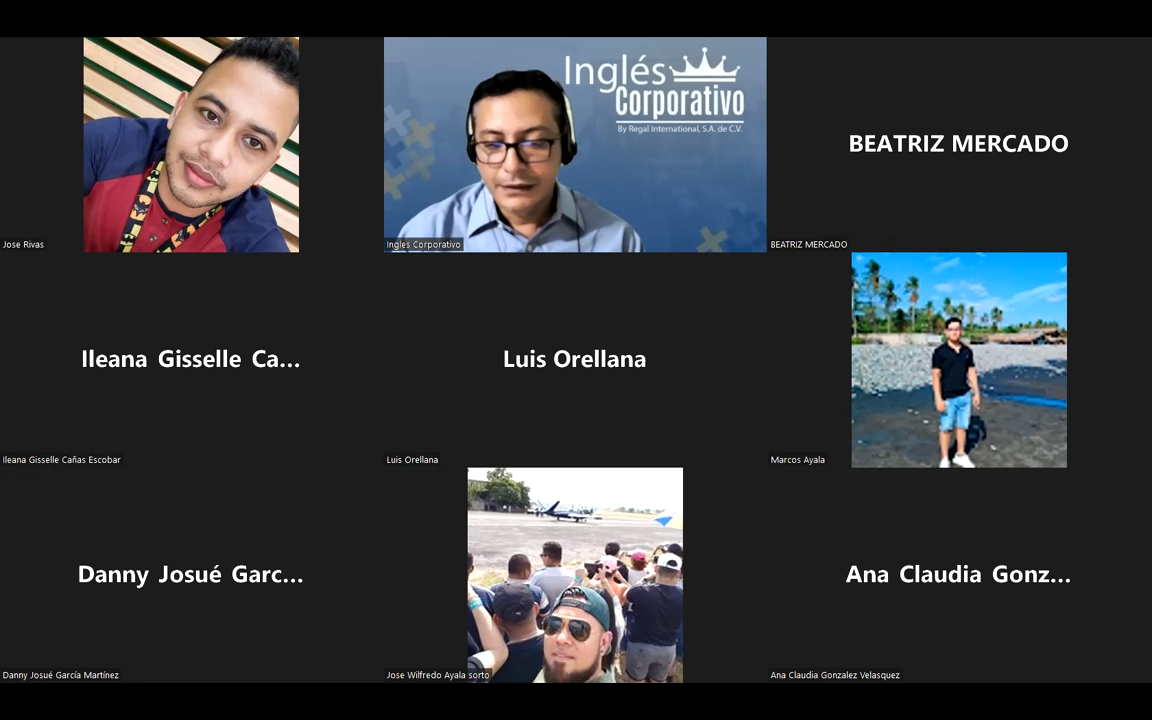 Inglés
Corporativo
By Regal International, S.A. de C.V.
BEATRIZ MERCADO
Jose Rivas
Ingles Corporativo
BEATRIZ MERCADO
Ileana Gisselle Ca...
Luis Orellana
Ileana Gisselle Cañas Escobar
Luis Orellana
Marcos Ayala
Danny Josué Garc...
Ana Claudia Gonz...
Danny Josué García Martínez
Jose Wilfredo Ayala sorto
Ana Claudia Gonzalez Velasquez